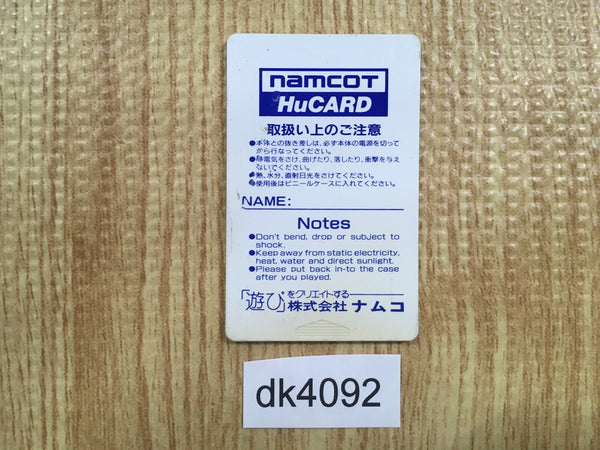 namcoT
HuCARD
取扱い上のご注意
●本体との抜き差しは、必ず本体の電源を切って
から行なってください。
●静電気をさけ、曲げたり、落したり、衝撃を与え
ないでください。
●熱、水分、直射日光をさけてください。
●使用後はビニールケースに入れてください。
NAME:
Notes
●Don't bend, drop or subject to
shock.
●Keep away from static electricity,
heat, water and direct sunlight.
●Please put back in-to the case
after you played.
「遊び」をクリエイトする
株式会社 ナムコ
dk4092